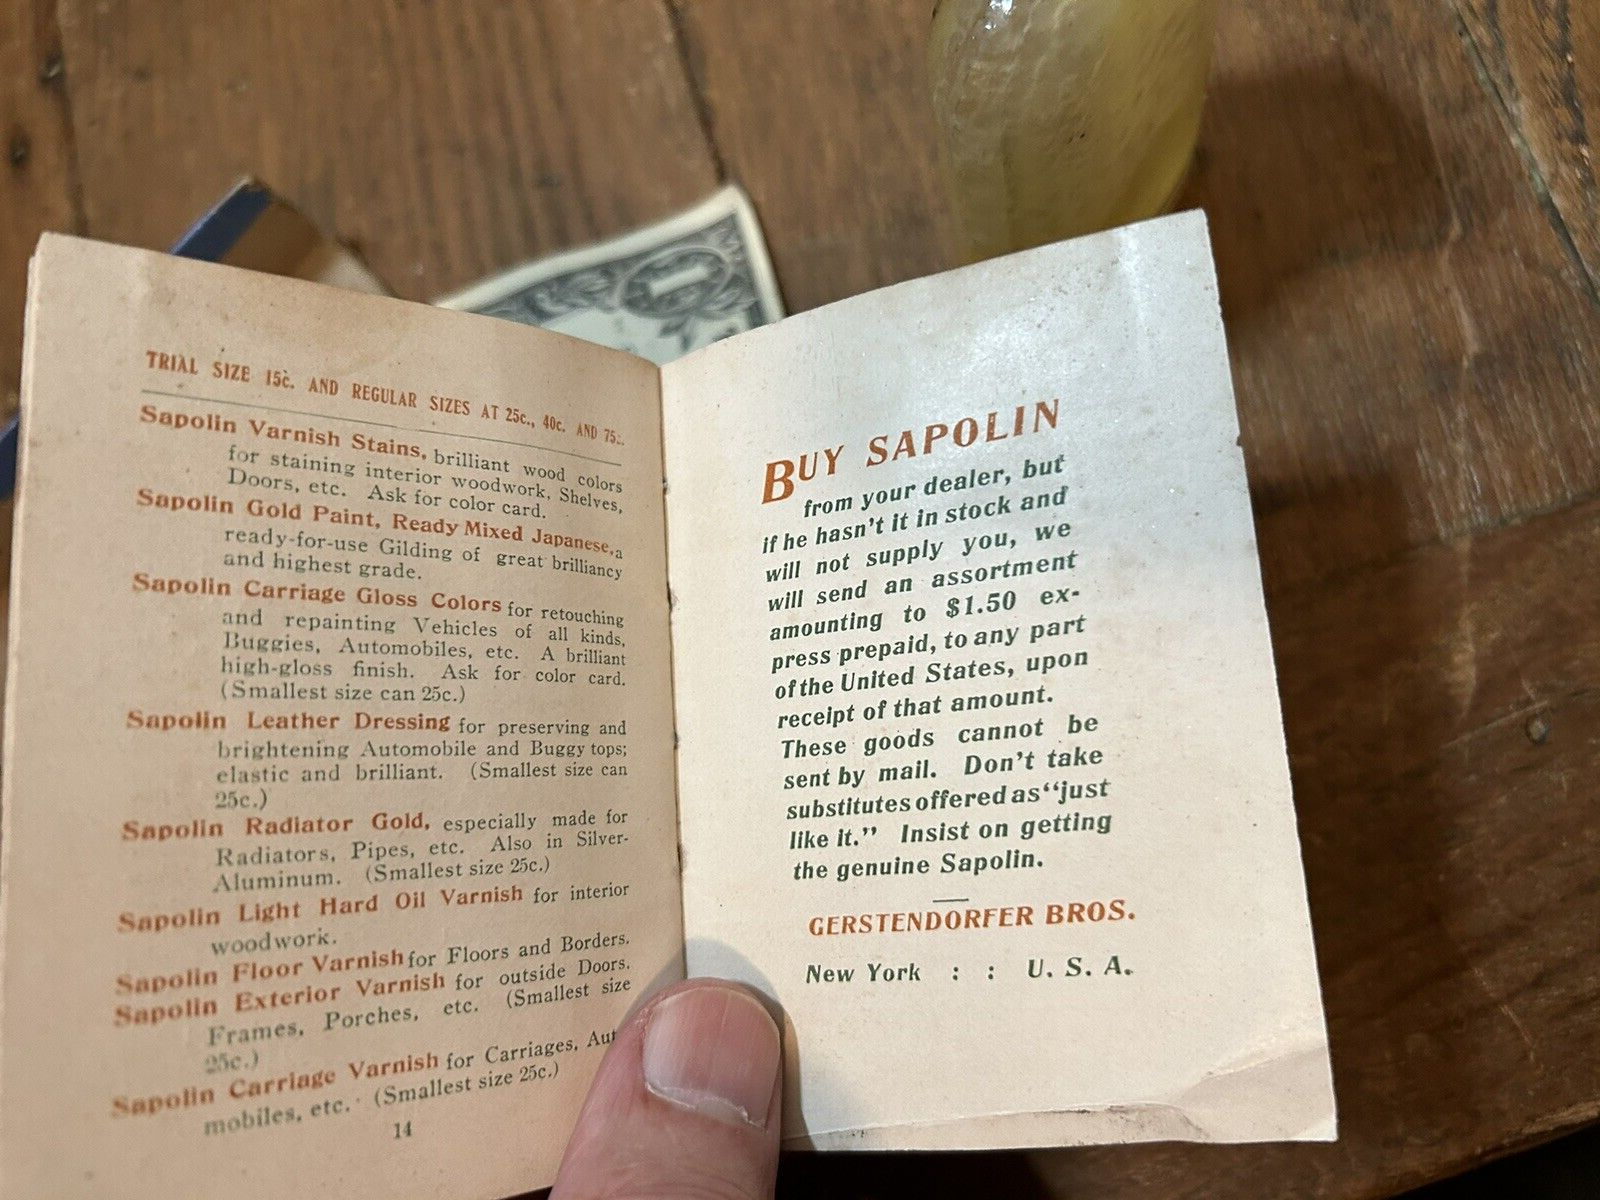 TRIAL SIZE 15c. AND REGULAR SIZES AT 25c., 40c. AND 75c.
Sapolin Varnish Stains, brilliant wood colors
for staining interior woodwork, Shelves,
Doors, etc. Ask for color card.
Sapolin Gold Paint, Ready Mixed Japanese, a
ready-for-use Gilding of great brilliancy
and highest grade.
Sapolin Carriage Gloss Colors for retouching
and repainting Vehicles of all kinds,
Buggies, Automobiles, etc. A brilliant
high-gloss finish. Ask for color card.
(Smallest size can 25c.)
Sapolin Leather Dressing for preserving and
brightening Automobile and Buggy tops;
elastic and brilliant. (Smallest size can
25c.)
Sapolin Radiator Gold, especially made for
Radiators, Pipes, etc. Also in Silver-
Aluminum. (Smallest size 25c.)
Sapolin Light Hard Oil Varnish for interior
woodwork.
Sapolin Floor Varnish for Floors and Borders.
Sapolin Exterior Varnish for outside Doors,
Frames, Porches, etc. (Smallest size
25c.)
Sapolin Carriage Varnish for Carriages, Auto
mobiles, etc. (Smallest size 25c.)
14
BUY SAPOLIN
from your dealer, but
if he hasn't it in stock and
will not supply you, we
will send an assortment
amounting to $1.50 ex-
press prepaid, to any part
of the United States, upon
receipt of that amount.
These goods cannot be
sent by mail. Don't take
substitutes offered as "just
like it." Insist on getting
the genuine Sapolin.
GERSTENDORFER BROS.
New York : : U. S. A.